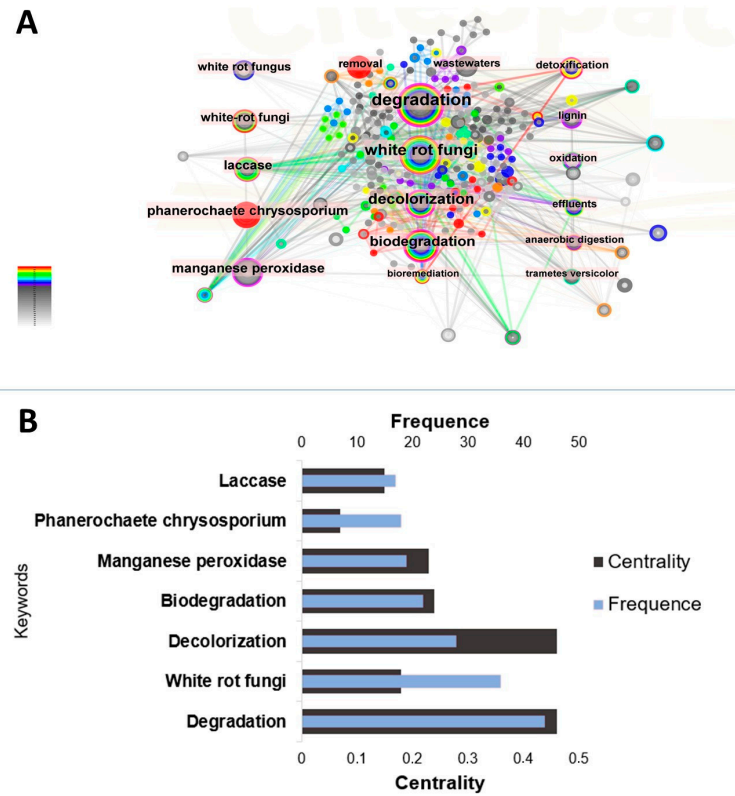 A
CiteSpace
white rot fungus
removal
wastewaters
detoxification
degradation
white-rot fungi
lignin
white rot fungi
laccase
oxidation
decolorization
effluents
phanerochaete chrysosporium
biodegradation
anaerobic digestion
manganese peroxidase
bioremediation
trametes versicolor
B
Frequence
0 10 20 30 40 50
Laccase
Phanerochaete chrysosporium
Manganese peroxidase
Biodegradation
Decolorization
White rot fungi
Degradation
Keywords
Centrality
Frequence
0 0.1 0.2 0.3 0.4 0.5
Centrality